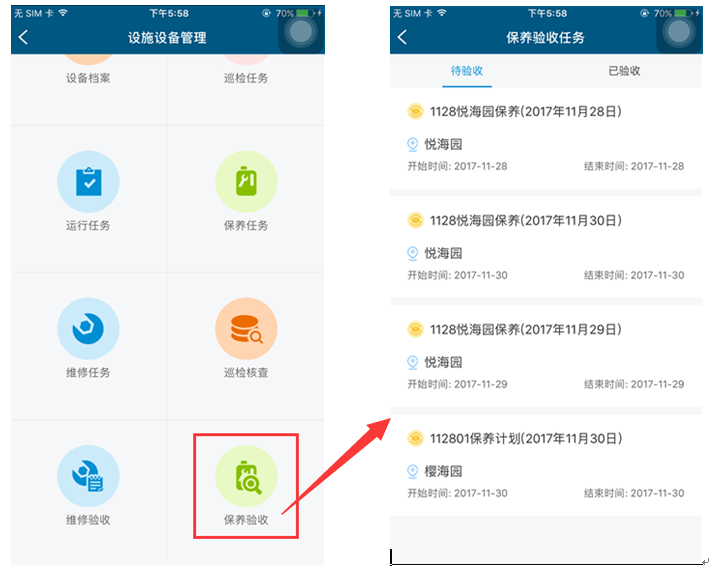 无 SIM 卡 下午5:58 70%
设施设备管理
设备档案 巡检任务
运行任务 保养任务
维修任务 巡检核查
维修验收 保养验收
无 SIM 卡 下午5:58 70%
保养验收任务
待验收 已验收
1128悦海园保养(2017年11月28日)
悦海园
开始时间: 2017-11-28 结束时间: 2017-11-28
1128悦海园保养(2017年11月30日)
悦海园
开始时间: 2017-11-30 结束时间: 2017-11-30
1128悦海园保养(2017年11月29日)
悦海园
开始时间: 2017-11-29 结束时间: 2017-11-29
112801保养计划(2017年11月30日)
樱海园
开始时间: 2017-11-30 结束时间: 2017-11-30